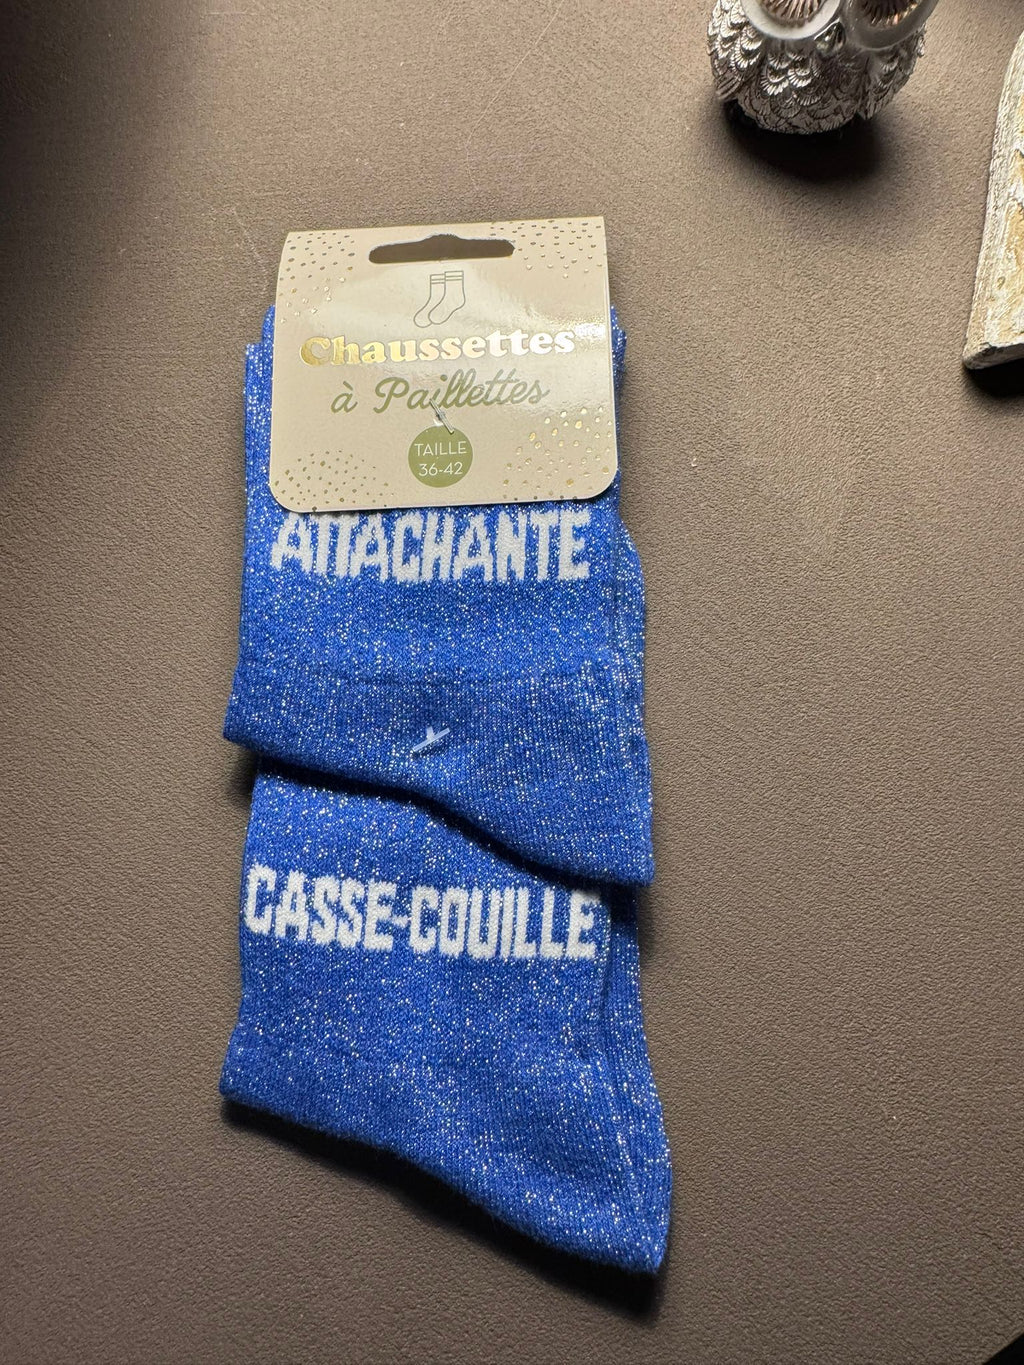 Chaussettes
à Paillettes
TAILLE
36-42
ATTACHANTE
CASSE-COUILLE